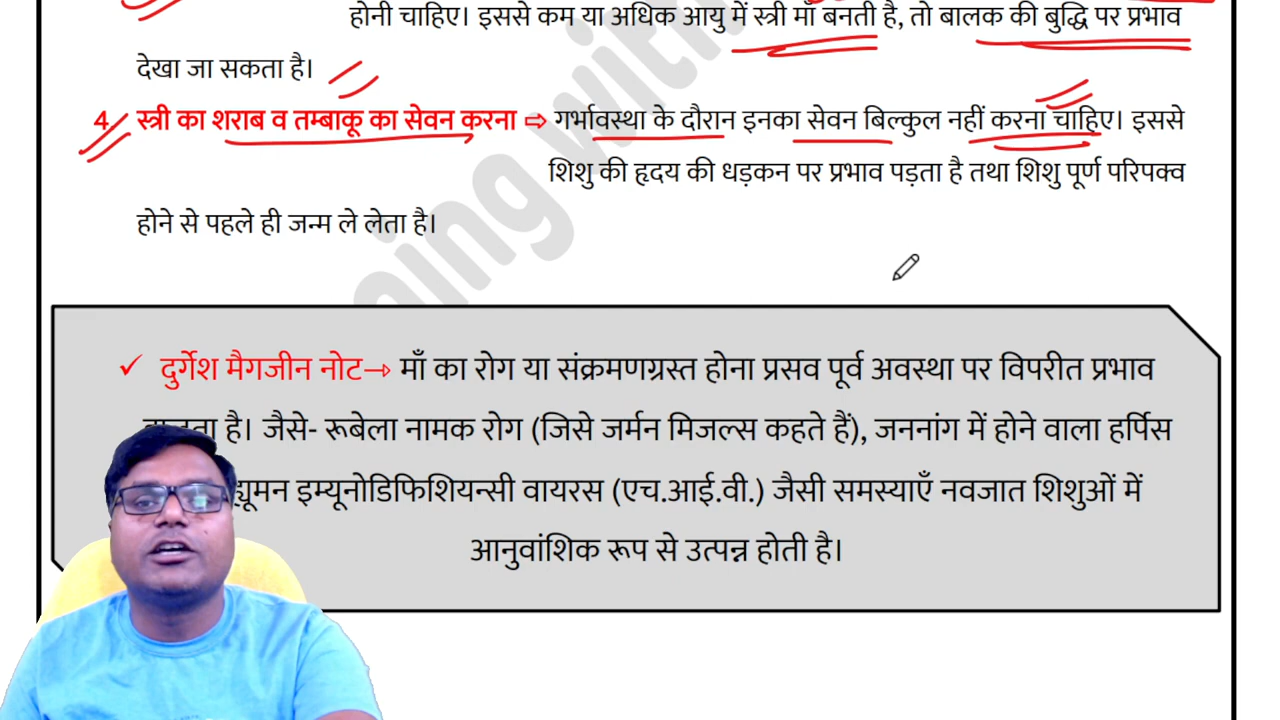 होनी चाहिए। इससे कम या अधिक आयु में स्त्री माँ बनती है, तो बालक की बुद्धि पर प्रभाव
देखा जा सकता है।
4. स्त्री का शराब व तम्बाकू का सेवन करना ⇨ गर्भावस्था के दौरान इनका सेवन बिल्कुल नहीं करना चाहिए। इससे
शिशु की हृदय की धड़कन पर प्रभाव पड़ता है तथा शिशु पूर्ण परिपक्व
होने से पहले ही जन्म ले लेता है।
✓ दुर्गेश मैगजीन नोट→ माँ का रोग या संक्रमणग्रस्त होना प्रसव पूर्व अवस्था पर विपरीत प्रभाव
है। जैसे- रूबेला नामक रोग (जिसे जर्मन मिजल्स कहते हैं), जननांग में होने वाला हर्पिस
इम्यूनोडिफिशियन्सी वायरस (एच.आई.वी.) जैसी समस्याएँ नवजात शिशुओं में
आनुवांशिक रूप से उत्पन्न होती है।